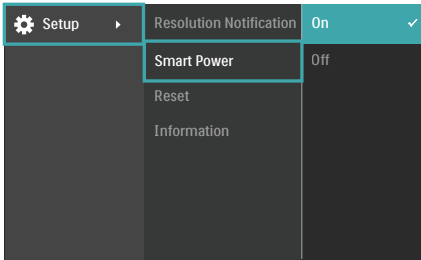 Setup
Resolution Notification
On
Smart Power
Off
Reset
Information